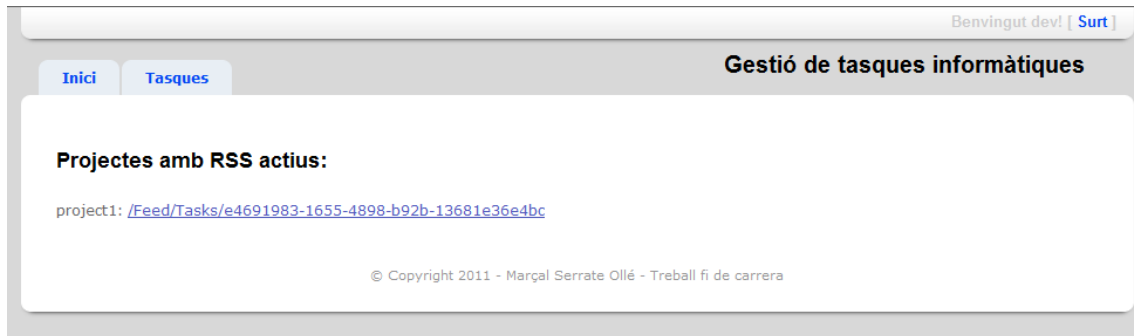 Benvingut dev! [ Surt ]
Gestió de tasques informàtiques
Inici Tasques
Projectes amb RSS actius:
project1: /Feed/Tasks/e4691983-1655-4898-b92b-13681e36e4bc
© Copyright 2011 - Marçal Serrate Ollé - Treball fi de carrera